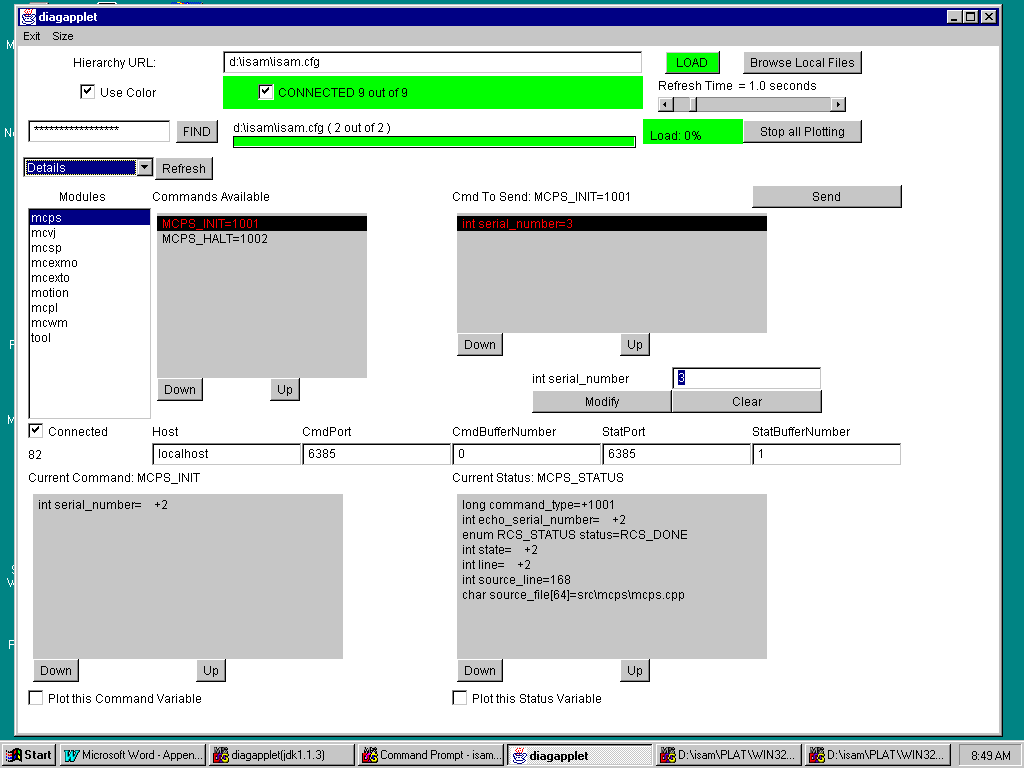 diagapplet
Exit Size
Hierarchy URL: d:\isam\isam.cfg LOAD Browse Local Files
Use Color CONNECTED 9 out of 9 Refresh Time = 1.0 seconds
***************** FIND d:\isam\isam.cfg ( 2 out of 2 ) Load: 0% Stop all Plotting
Details Refresh
Modules Commands Available Cmd To Send: MCPS_INIT=1001 Send
mcps
mcvj
mcsp
mcexmo
mcexto
motion
mcpl
mcwm
tool
MCPS_INIT=1001
MCPS_HALT=1002
Down Up
int serial_number=3
Down Up
int serial_number 3
Modify Clear
Connected Host CmdPort CmdBufferNumber StatPort StatBufferNumber
82 localhost 6385 0 6385 1
Current Command: MCPS_INIT Current Status: MCPS_STATUS
int serial_number= +2
long command_type=+1001
int echo_serial_number= +2
enum RCS_STATUS status=RCS_DONE
int state= +2
int line= +2
int source_line=168
char source_file[64]=src\mcps\mcps.cpp
Down Up Down Up
Plot this Command Variable Plot this Status Variable
Start Microsoft Word - Appen... diagapplet(jdk1.1.3) Command Prompt - isam... diagapplet D:\isam\PLAT\WIN32... D:\isam\PLAT\WIN32... 8:49 AM